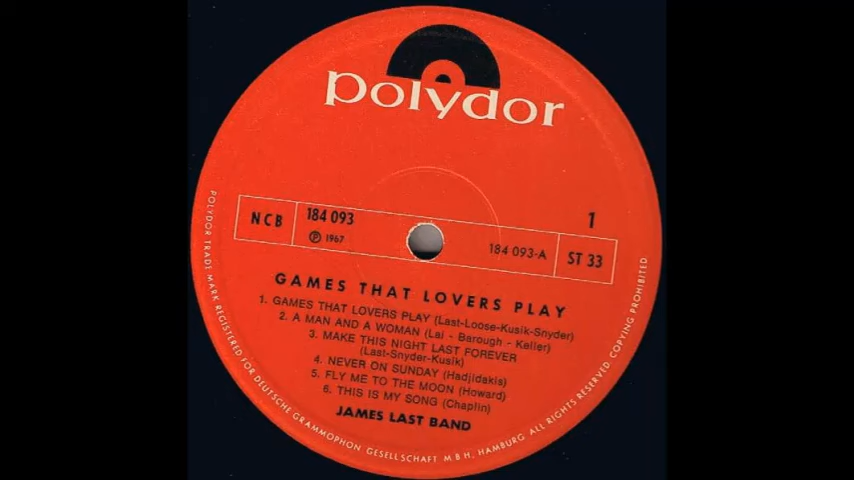 polydor
NCB
184 093
℗ 1967
1
184 093-A
ST 33
GAMES THAT LOVERS PLAY
1. GAMES THAT LOVERS PLAY (Last-Loose-Kusik-Snyder)
2. A MAN AND A WOMAN (Lai - Barough - Keller)
3. MAKE THIS NIGHT LAST FOREVER
(Last-Snyder-Kusik)
4. NEVER ON SUNDAY (Hadjidakis)
5. FLY ME TO THE MOON (Howard)
6. THIS IS MY SONG (Chaplin)
JAMES LAST BAND
POLYDOR TRADE MARK REGISTERED FOR DEUTSCHE GRAMMOPHON GESELLSCHAFT M B H, HAMBURG ALL RIGHTS RESERVED COPYING PROHIBITED